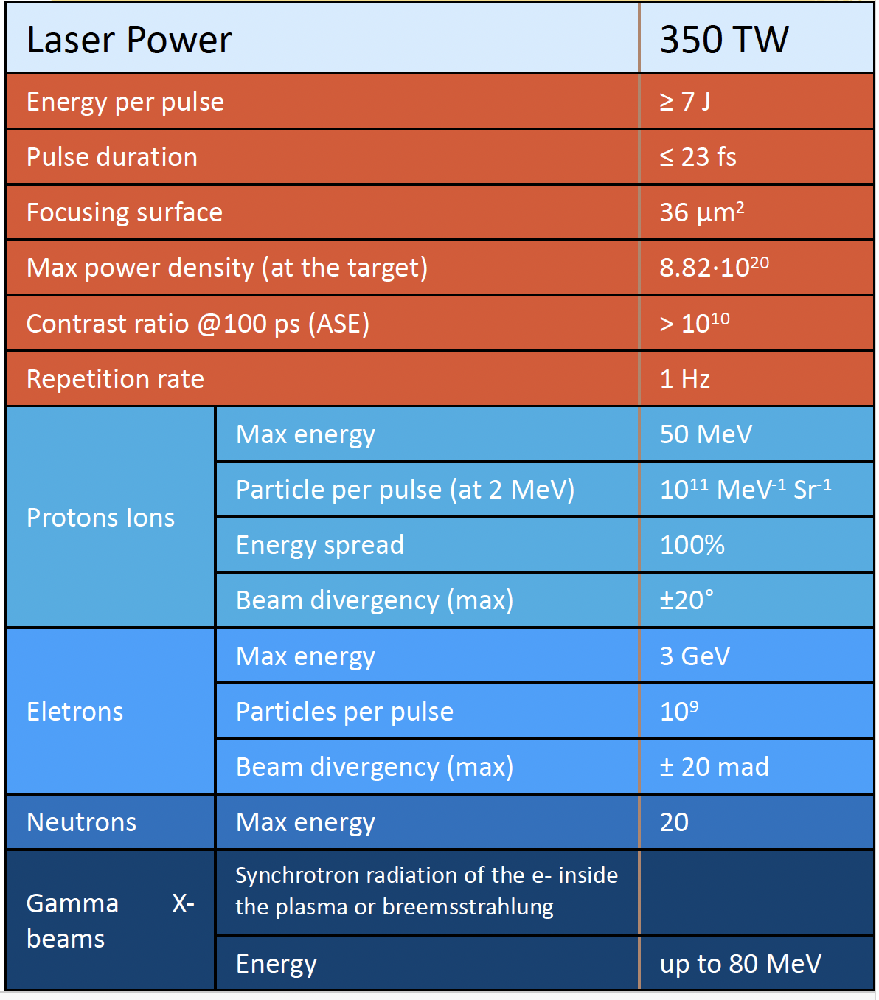 Laser Power 350 TW
Energy per pulse ≥ 7 J
Pulse duration ≤ 23 fs
Focusing surface 36 µm²
Max power density (at the target) 8.82·10²⁰
Contrast ratio @100 ps (ASE) > 10¹⁰
Repetition rate 1 Hz
Protons Ions
Max energy 50 MeV
Particle per pulse (at 2 MeV) 10¹¹ MeV⁻¹ Sr⁻¹
Energy spread 100%
Beam divergency (max) ±20°
Eletrons
Max energy 3 GeV
Particles per pulse 10⁹
Beam divergency (max) ± 20 mad
Neutrons Max energy 20
Gamma X-
beams
Synchrotron radiation of the e- inside
the plasma or breemsstrahlung
Energy up to 80 MeV